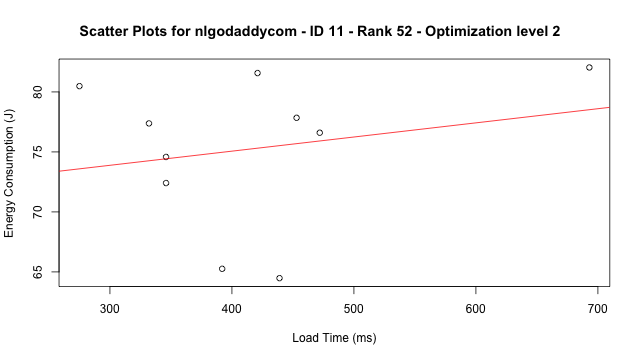 Scatter Plots for nlgodaddycom - ID 11 - Rank 52 - Optimization level 2
80
75
70
65
Energy Consumption (J)
300 400 500 600 700
Load Time (ms)